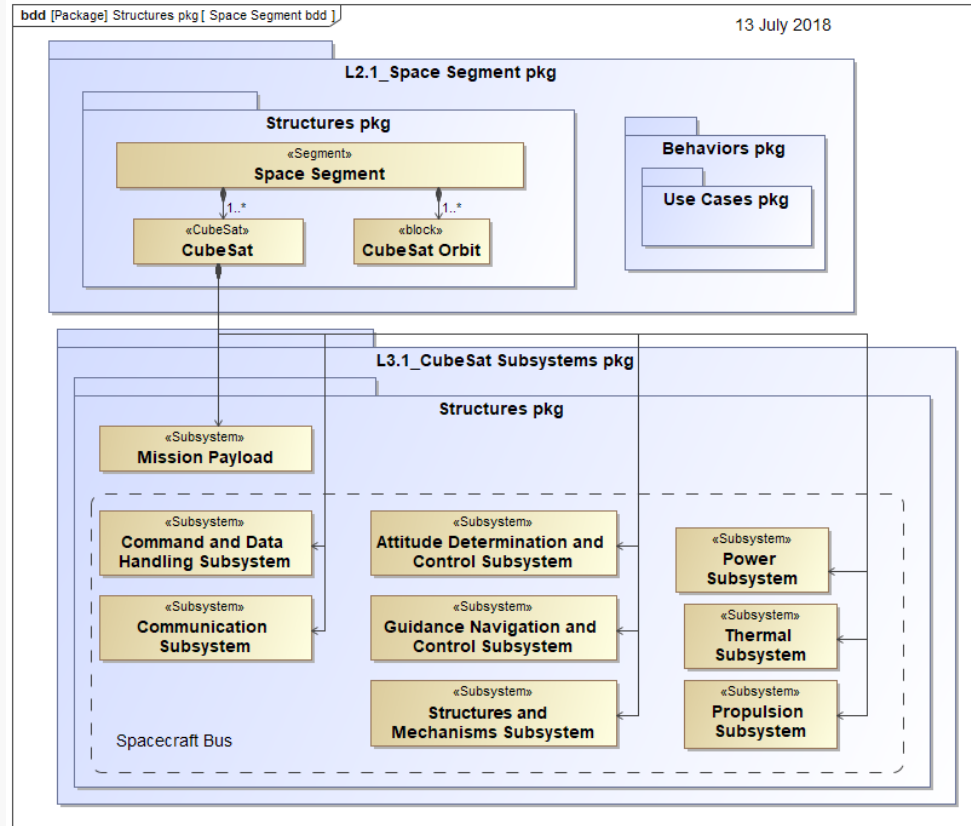 bdd [Package] Structures pkg [ Space Segment bdd ]
13 July 2018
L2.1_Space Segment pkg
Structures pkg
«Segment»
Space Segment
1..*
1..*
«CubeSat»
CubeSat
«block»
CubeSat Orbit
Behaviors pkg
Use Cases pkg
L3.1_CubeSat Subsystems pkg
Structures pkg
«Subsystem»
Mission Payload
«Subsystem»
Command and Data
Handling Subsystem
«Subsystem»
Communication
Subsystem
«Subsystem»
Attitude Determination and
Control Subsystem
«Subsystem»
Guidance Navigation and
Control Subsystem
«Subsystem»
Structures and
Mechanisms Subsystem
«Subsystem»
Power
Subsystem
«Subsystem»
Thermal
Subsystem
«Subsystem»
Propulsion
Subsystem
Spacecraft Bus